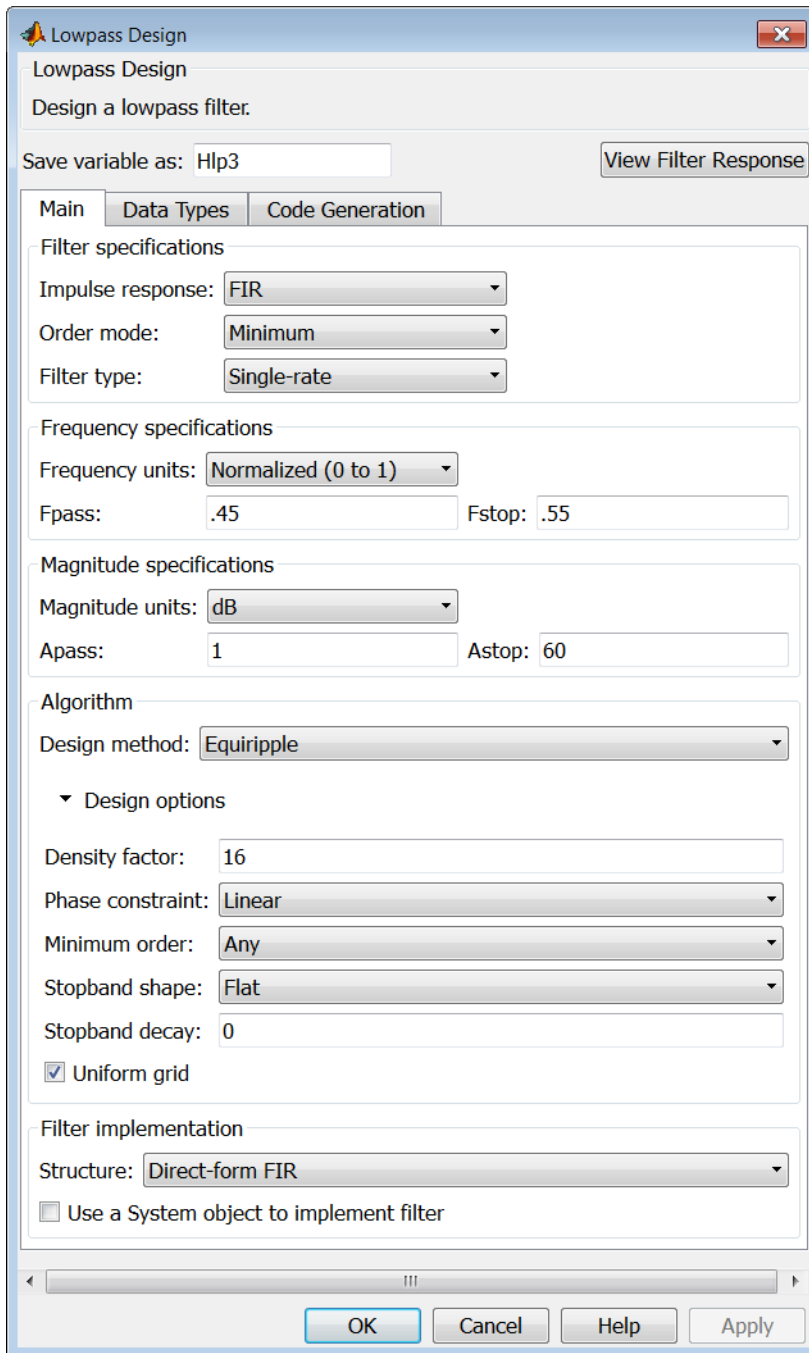 Lowpass Design
Lowpass Design
Design a lowpass filter.
Save variable as: Hlp3 View Filter Response
Main Data Types Code Generation
Filter specifications
Impulse response: FIR
Order mode: Minimum
Filter type: Single-rate
Frequency specifications
Frequency units: Normalized (0 to 1)
Fpass: .45 Fstop: .55
Magnitude specifications
Magnitude units: dB
Apass: 1 Astop: 60
Algorithm
Design method: Equiripple
Design options
Density factor: 16
Phase constraint: Linear
Minimum order: Any
Stopband shape: Flat
Stopband decay: 0
Uniform grid
Filter implementation
Structure: Direct-form FIR
Use a System object to implement filter
OK Cancel Help Apply